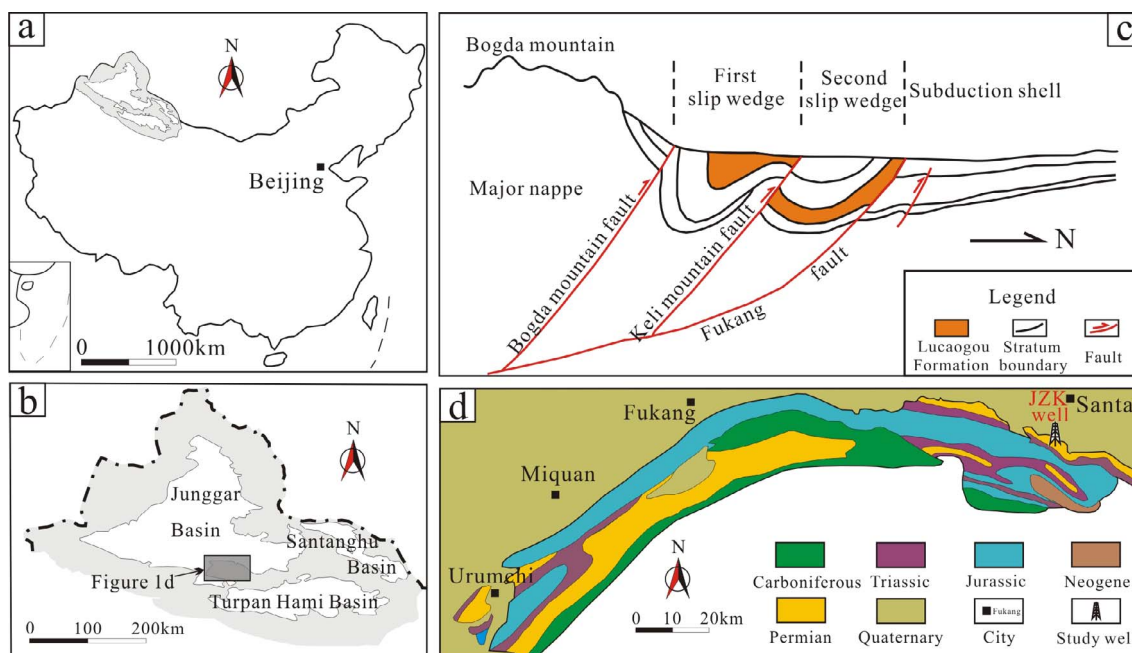 a
N
Beijing
0 1000km
b
N
Junggar
Basin
Santanghu
Basin
Figure 1d
Turpan Hami Basin
0 100 200km
c
Bogda mountain
First
slip wedge
Second
slip wedge
Subduction shell
Major nappe
Bogda mountain fault
Keli mountain fault
Fukang
fault
N
Legend
Lucaogou
Formation
Stratum
boundary
Fault
d
Fukang
JZK
well
Santa
Miquan
Urumchi
N
0 10 20km
Carboniferous
Triassic
Jurassic
Neogene
Fukang
Permian
Quaternary
City
Study well